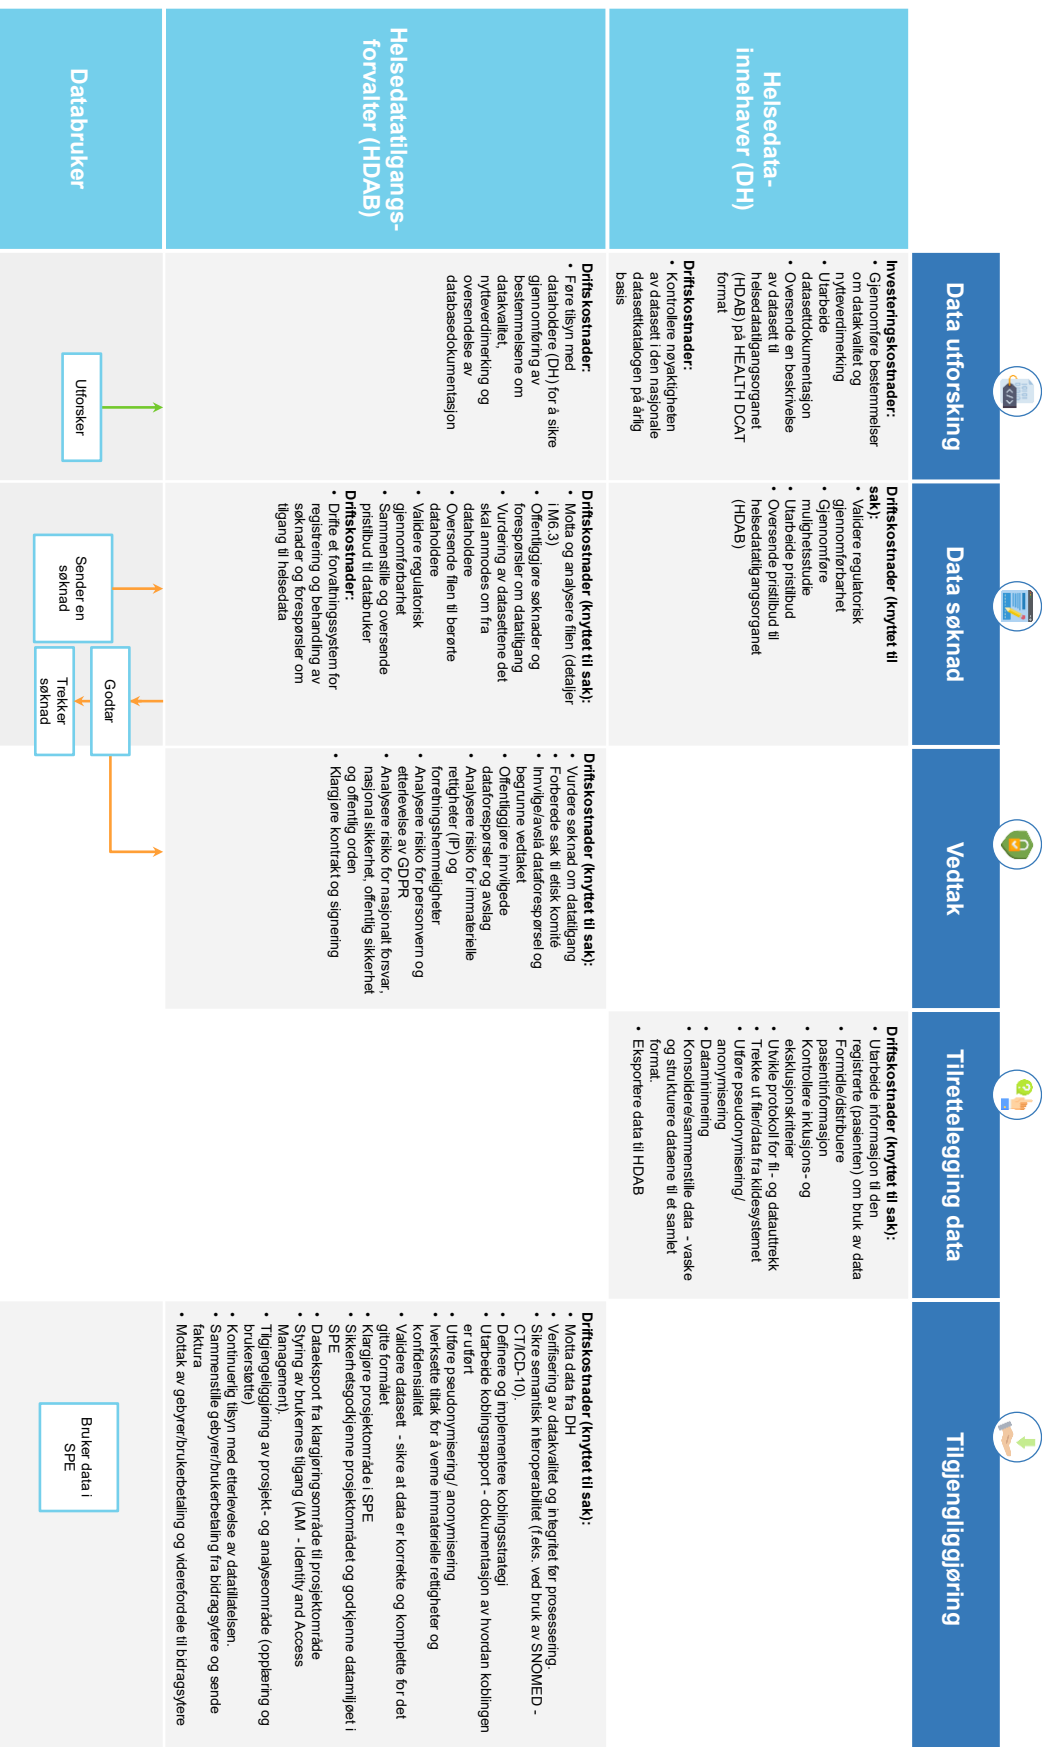 Data utforsking
Data søknad
Vedtak
Tilrettelegging data
Tilgjengliggjøring
Helsedata-
innehaver (DH)
Investeringskostnader:
• Gjennomføre bestemmelser
om datakvalitet og
nytteverdimerking
• Utarbeide
datasettdokumentasjon
• Oversende en beskrivelse
av datasett til
helsedatatilgangsorganet
(HDAB) på HEALTH DCAT
format
Driftskostnader:
• Kontrollere nøyaktigheten
av datasett i den nasjonale
datasettkatalogen på årlig
basis
Driftskostnader (knyttet til
sak):
• Validere regulatorisk
gjennomførbarhet
• Gjennomføre
mulighetsstudie
• Utarbeide pristilbud
• Oversende pristilbud til
helsedatatilgangsorganet
(HDAB)
Driftskostnader (knyttet til sak):
• Utarbeide informasjon til den
registrerte (pasienten) om bruk av data
• Formidle/distribuere
pasientinformasjon
• Kontrollere inklusjons- og
eksklusjonskriterier
• Utvikle protokoll for fil- og datauttrekk
• Trekke ut filer/data fra kildesystemet
• Utføre pseudonymisering/
anonymisering
• Dataminimering
• Konsolidere/sammenstille data - vaske
og strukturere dataene til et samlet
format.
• Eksportere data til HDAB
Helsedatatilgangs-
forvalter (HDAB)
Driftskostnader:
• Føre tilsyn med
dataholdere (DH) for å sikre
gjennomføring av
bestemmelsene om
datakvalitet,
nytteverdimerking og
oversendelse av
databasedokumentasjon
Driftskostnader (knyttet til sak):
• Motta og analysere filen (detaljer
i M6.3)
• Offentliggjøre søknader og
forespørsler om datatilgang
• Vurdering av datasettene det
skal anmodes om fra
dataholdere
• Oversende filen til berørte
dataholdere
• Validere regulatorisk
gjennomførbarhet
• Sammenstille og oversende
pristilbud til databruker
Driftskostnader:
• Drifte et forvaltningssystem for
registrering og behandling av
søknader og forespørsler om
tilgang til helsedata
Driftskostnader (knyttet til sak):
• Vurdere søknad om datatilgang
• Forberede sak til etisk komité
• Innvilge/avslå dataforespørsel og
begrunne vedtaket
• Offentliggjøre innvilgede
dataforespørsler og avslag
• Analysere risiko for immaterielle
rettigheter (IP) og
forretningshemmeligheter
• Analysere risiko for personvern og
etterlevelse av GDPR
• Analysere risiko for nasjonalt forsvar,
nasjonal sikkerhet, offentlig sikkerhet
og offentlig orden
• Klargjøre kontrakt og signering
Driftskostnader (knyttet til sak):
• Motta data fra DH
• Verifisering av datakvalitet og integritet før prosessering.
• Sikre semantisk interoperabilitet (f.eks. ved bruk av SNOMED -
CT/ICD-10).
• Definere og implementere koblingsstrategi
• Utarbeide koblingsrapport - dokumentasjon av hvordan koblingen
er utført
• Utføre pseudonymisering/ anonymisering
• Iverksette tiltak for å verne immaterielle rettigheter og
konfidensialitet
• Validere datasett - sikre at data er korrekte og komplette for det
gitte formålet
• Klargjøre prosjektområde i SPE
• Sikkerhetsgodkjenne prosjektområdet og godkjenne datamiljøet i
SPE
• Dataeksport fra klargjøringsområde til prosjektområde
• Styring av brukernes tilgang (IAM - Identity and Access
Management).
• Tilgjengeliggjøring av prosjekt- og analyseområde (opplæring og
brukerstøtte)
• Kontinuerlig tilsyn med etterlevelse av datatillatelsen.
• Sammenstille gebyrer/brukerbetaling fra bidragsytere og sende
faktura
• Mottak av gebyrer/brukerbetaling og viderefordele til bidragsytere
Databruker
Utforsker
Sender en
søknad
Godtar
Trekker
søknad
Bruker data i
SPE